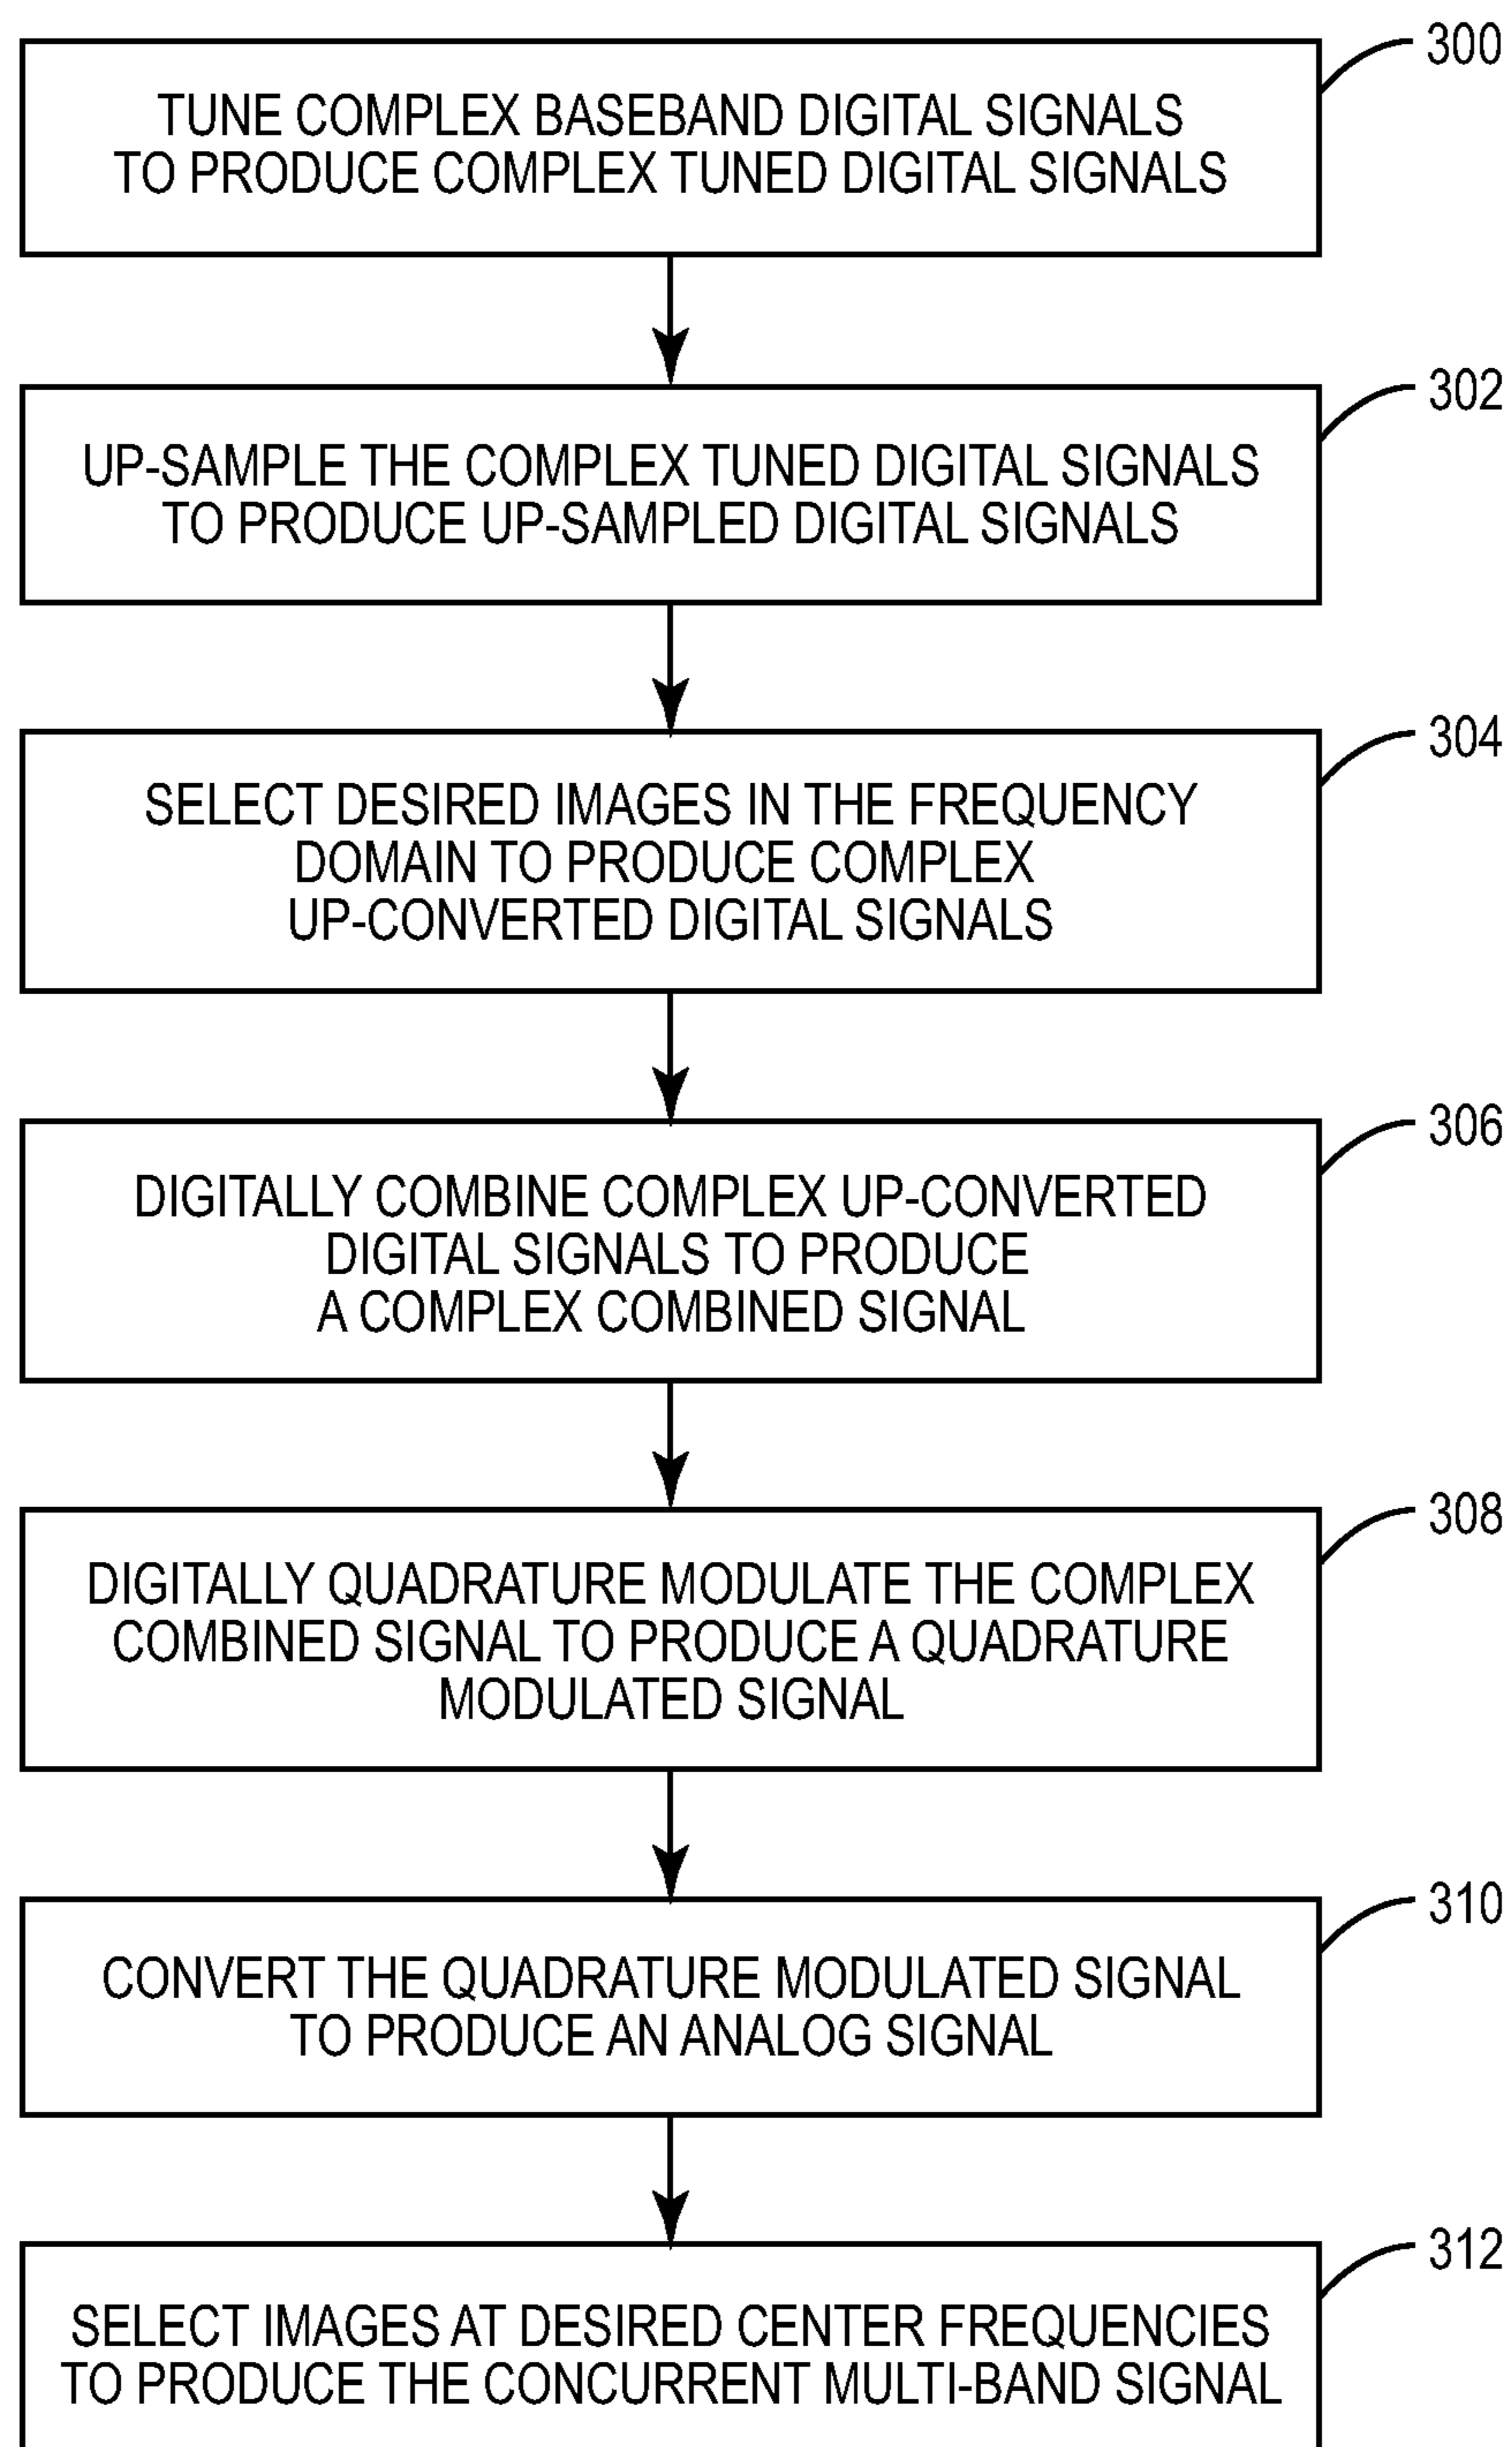 300
TUNE COMPLEX BASEBAND DIGITAL SIGNALS
TO PRODUCE COMPLEX TUNED DIGITAL SIGNALS
302
UP-SAMPLE THE COMPLEX TUNED DIGITAL SIGNALS
TO PRODUCE UP-SAMPLED DIGITAL SIGNALS
304
SELECT DESIRED IMAGES IN THE FREQUENCY
DOMAIN TO PRODUCE COMPLEX
UP-CONVERTED DIGITAL SIGNALS
306
DIGITALLY COMBINE COMPLEX UP-CONVERTED
DIGITAL SIGNALS TO PRODUCE
A COMPLEX COMBINED SIGNAL
308
DIGITALLY QUADRATURE MODULATE THE COMPLEX
COMBINED SIGNAL TO PRODUCE A QUADRATURE
MODULATED SIGNAL
310
CONVERT THE QUADRATURE MODULATED SIGNAL
TO PRODUCE AN ANALOG SIGNAL
312
SELECT IMAGES AT DESIRED CENTER FREQUENCIES
TO PRODUCE THE CONCURRENT MULTI-BAND SIGNAL